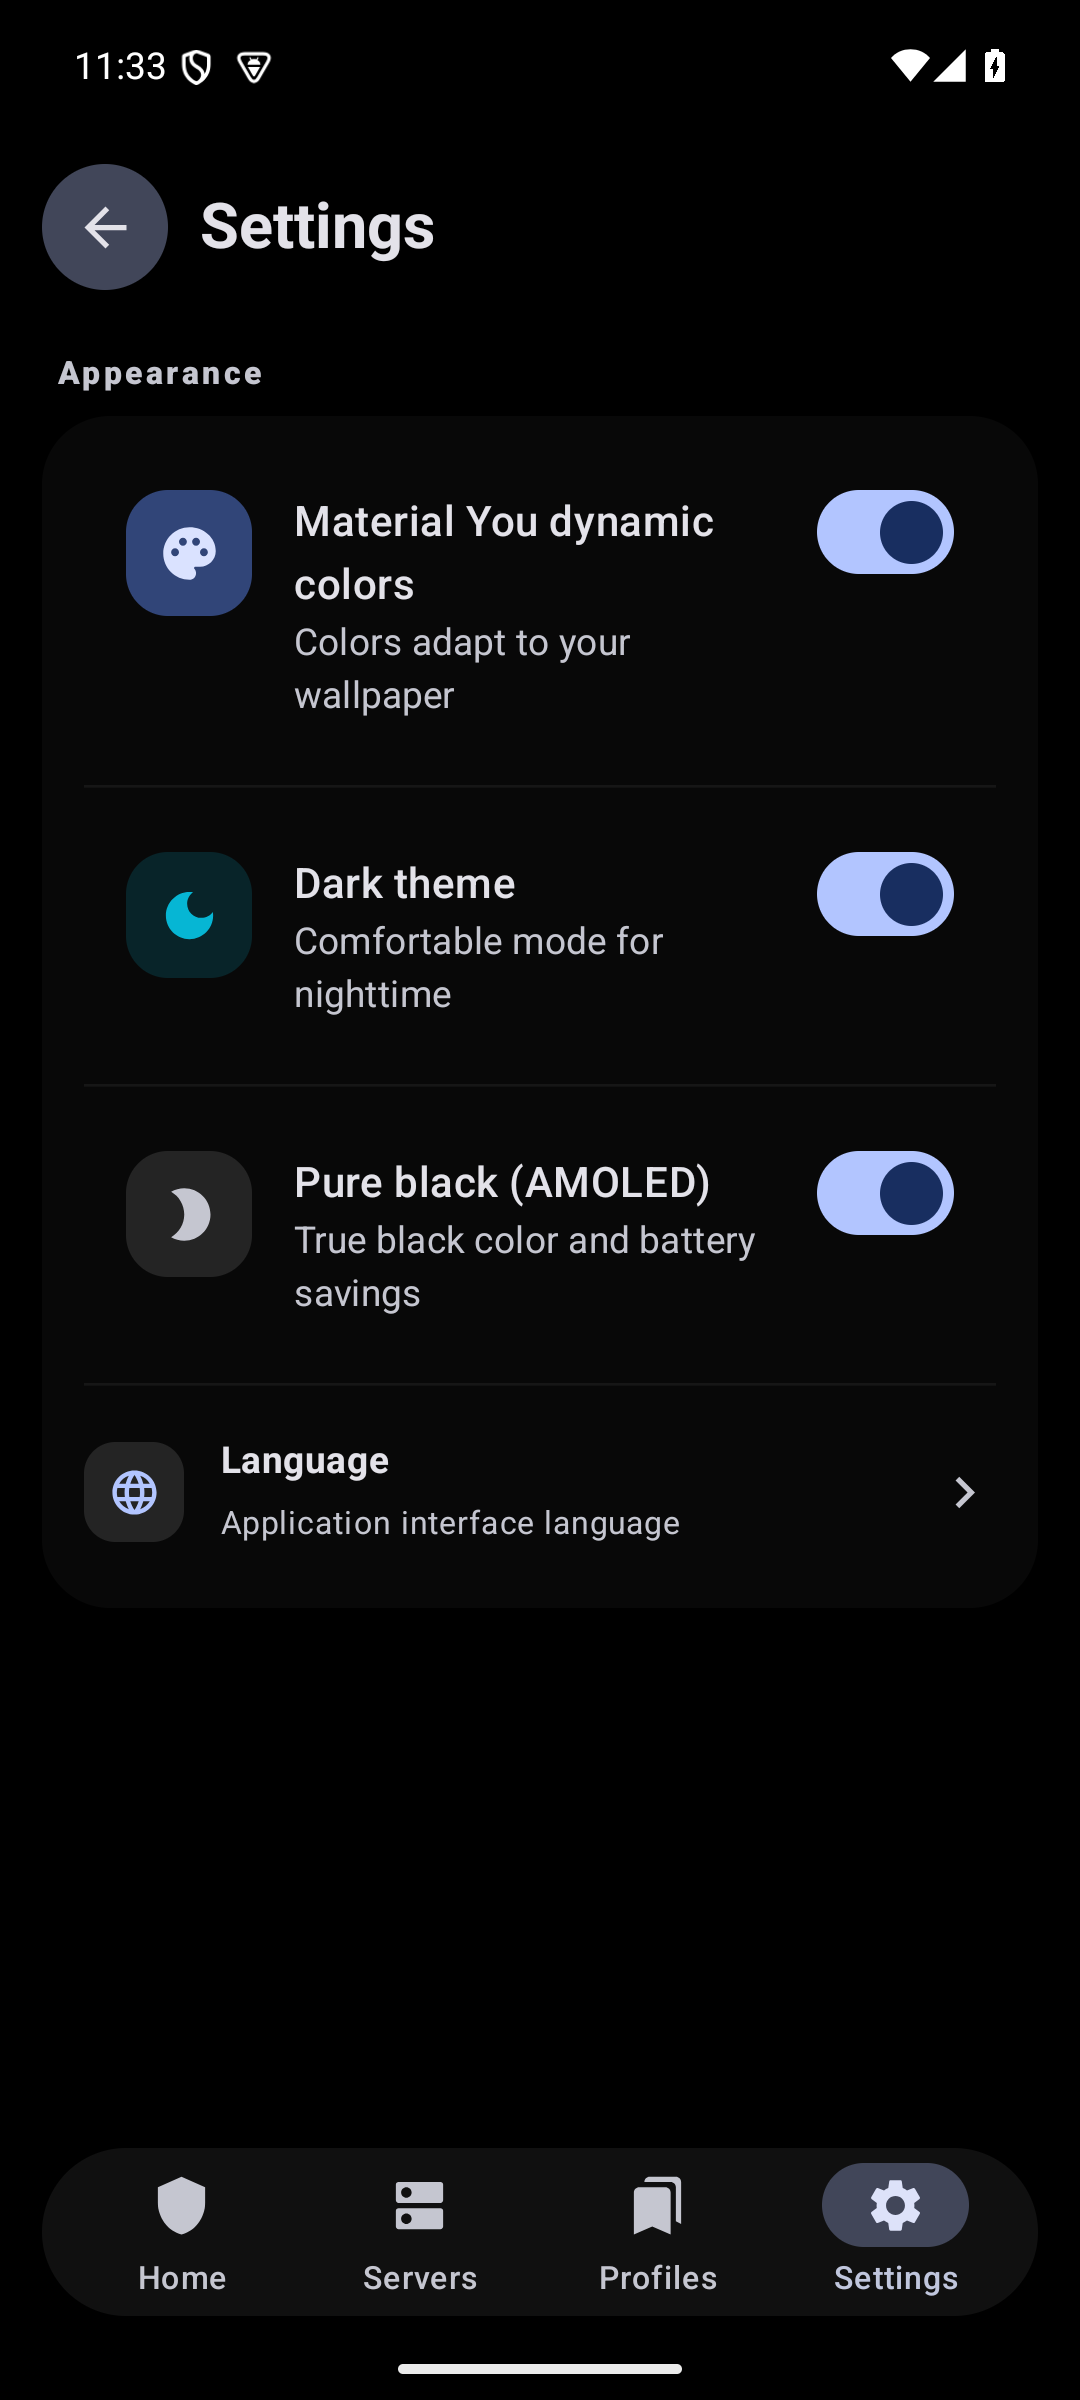 11:33
Settings
Appearance
Material You dynamic
colors
Colors adapt to your
wallpaper
Dark theme
Comfortable mode for
nighttime
Pure black (AMOLED)
True black color and battery
savings
Language
Application interface language
Home
Servers
Profiles
Settings